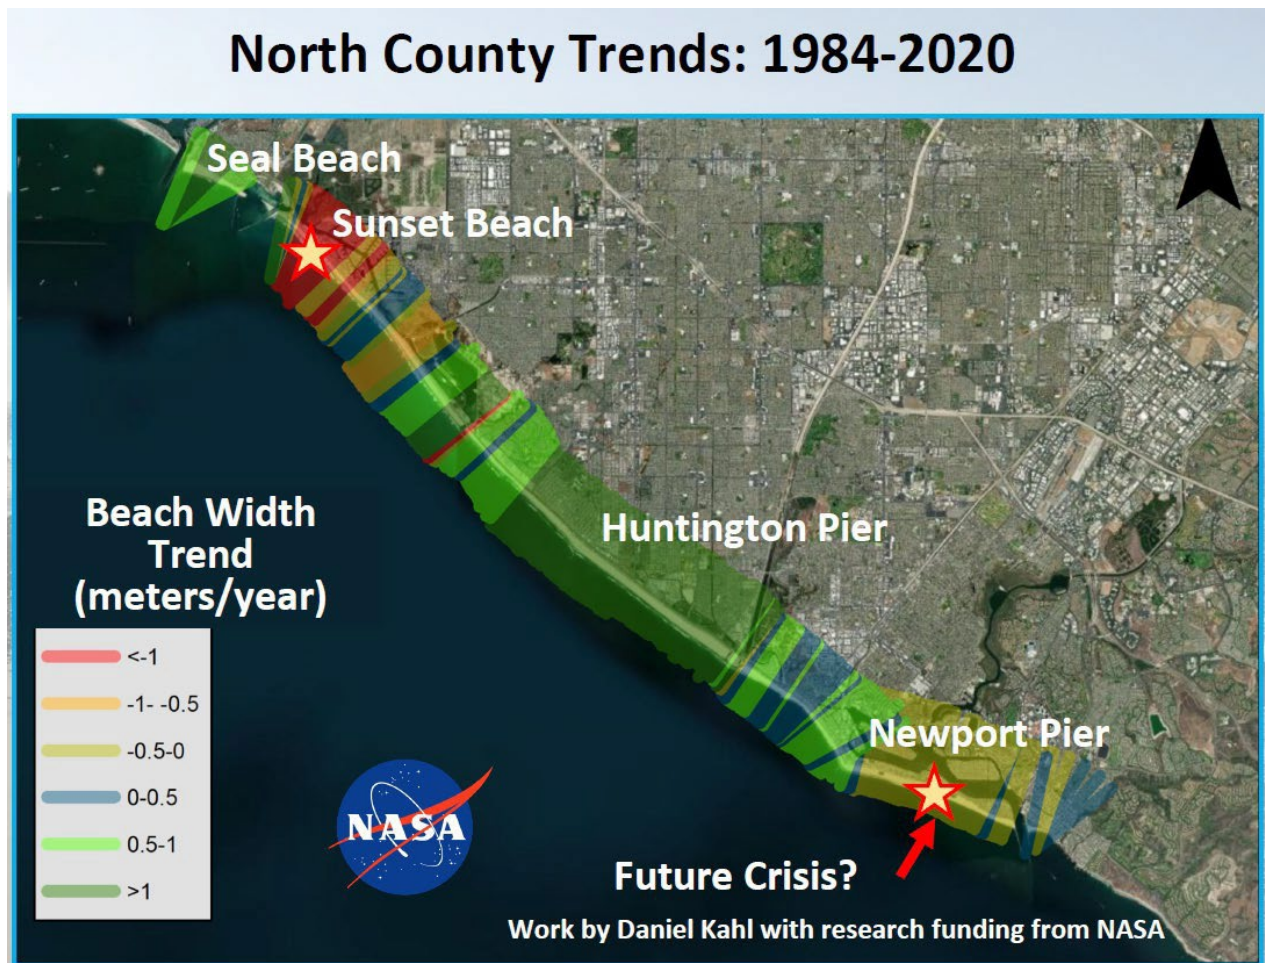 North County Trends: 1984-2020
Seal Beach
Sunset Beach
Huntington Pier
Beach Width
Trend
(meters/year)
<-1
-1- -0.5
-0.5-0
0-0.5
0.5-1
>1
NASA
Newport Pier
Future Crisis?
Work by Daniel Kahl with research funding from NASA